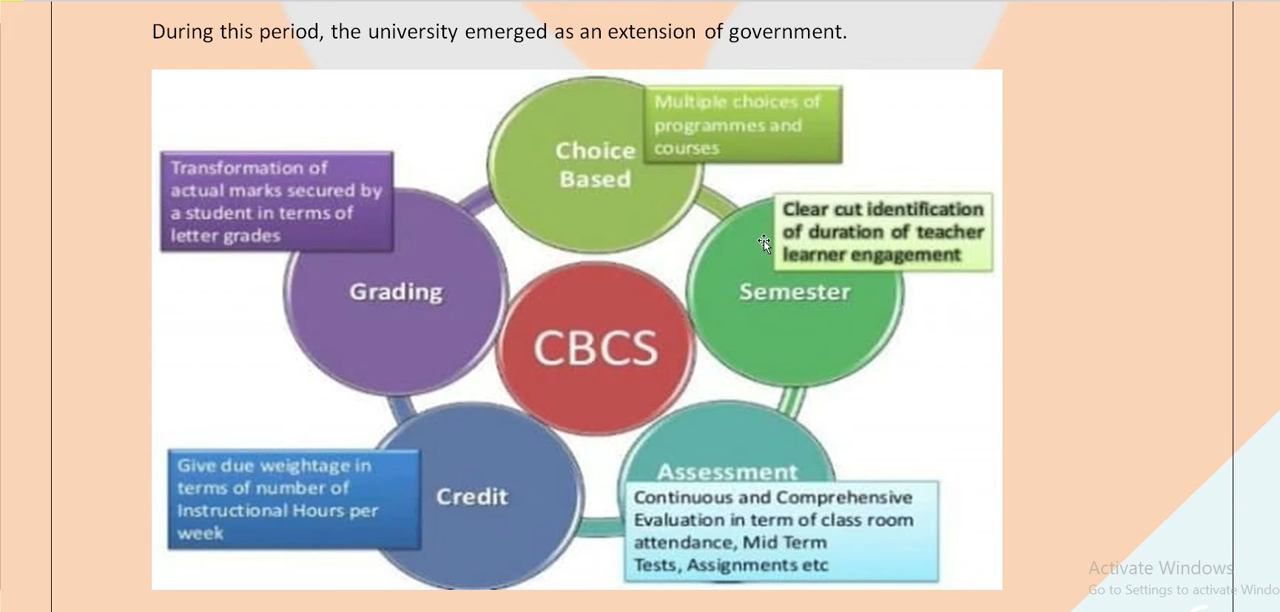 During this period, the university emerged as an extension of government.
Choice
Based
Multiple choices of
programmes and
courses
Transformation of
actual marks secured by
a student in terms of
letter grades
Clear cut identification
of duration of teacher
learner engagement
Grading
Semester
CBCS
Give due weightage in
terms of number of
Instructional Hours per
week
Credit
Assessment
Continuous and Comprehensive
Evaluation in term of class room
attendance, Mid Term
Tests, Assignments etc
Activate Windows
Go to Settings to activate Windo